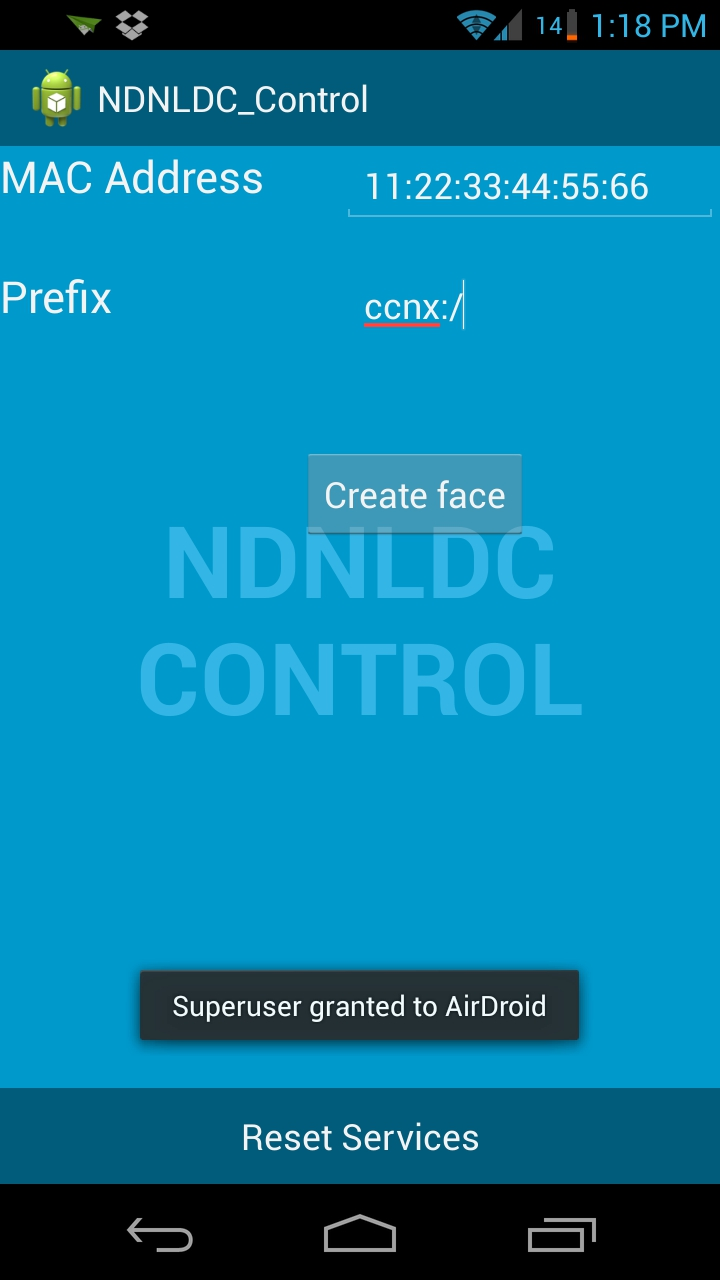 14 1:18 PM
NDNLDC_Control
MAC Address 11:22:33:44:55:66
Prefix ccnx:/
Create face
NDNLDC
CONTROL
Superuser granted to AirDroid
Reset Services